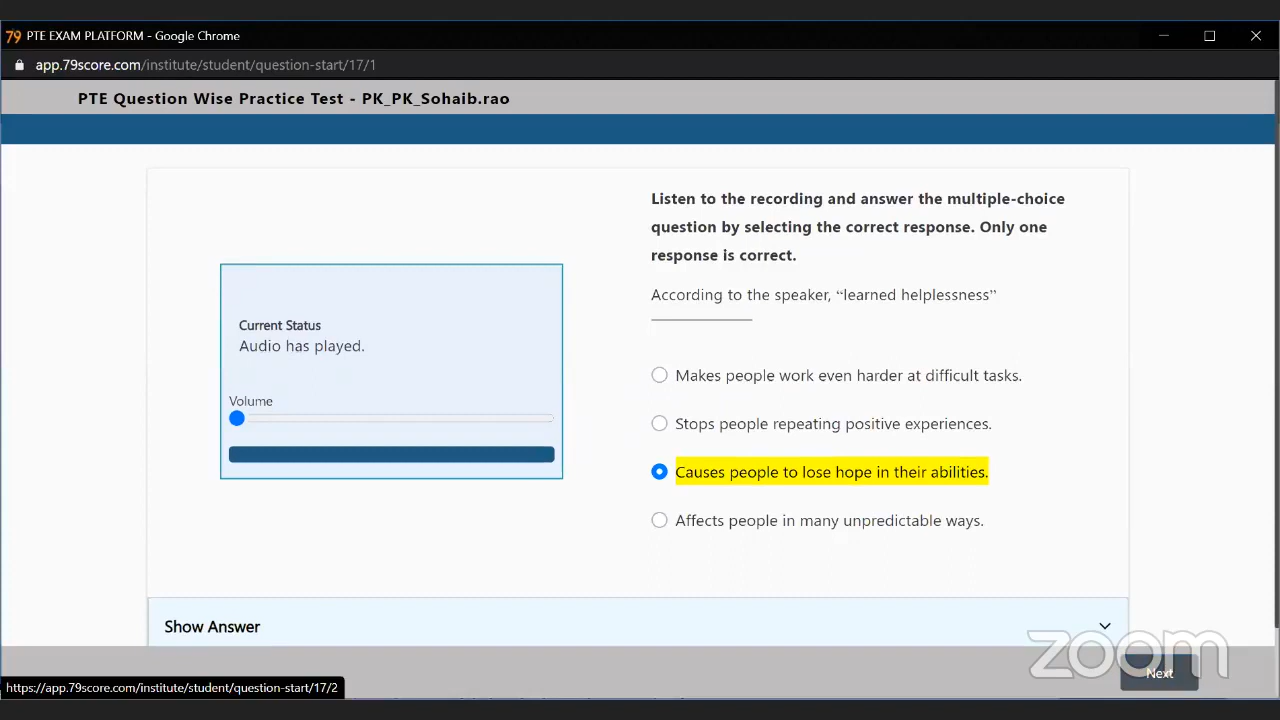 79 PTE EXAM PLATFORM - Google Chrome
app.79score.com/institute/student/question-start/17/1
PTE Question Wise Practice Test - PK_PK_Sohaib.rao
Listen to the recording and answer the multiple-choice
question by selecting the correct response. Only one
response is correct.
According to the speaker, “learned helplessness”
Current Status
Audio has played.
Volume
Makes people work even harder at difficult tasks.
Stops people repeating positive experiences.
Causes people to lose hope in their abilities.
Affects people in many unpredictable ways.
Show Answer
zoom
Next
https://app.79score.com/institute/student/question-start/17/2